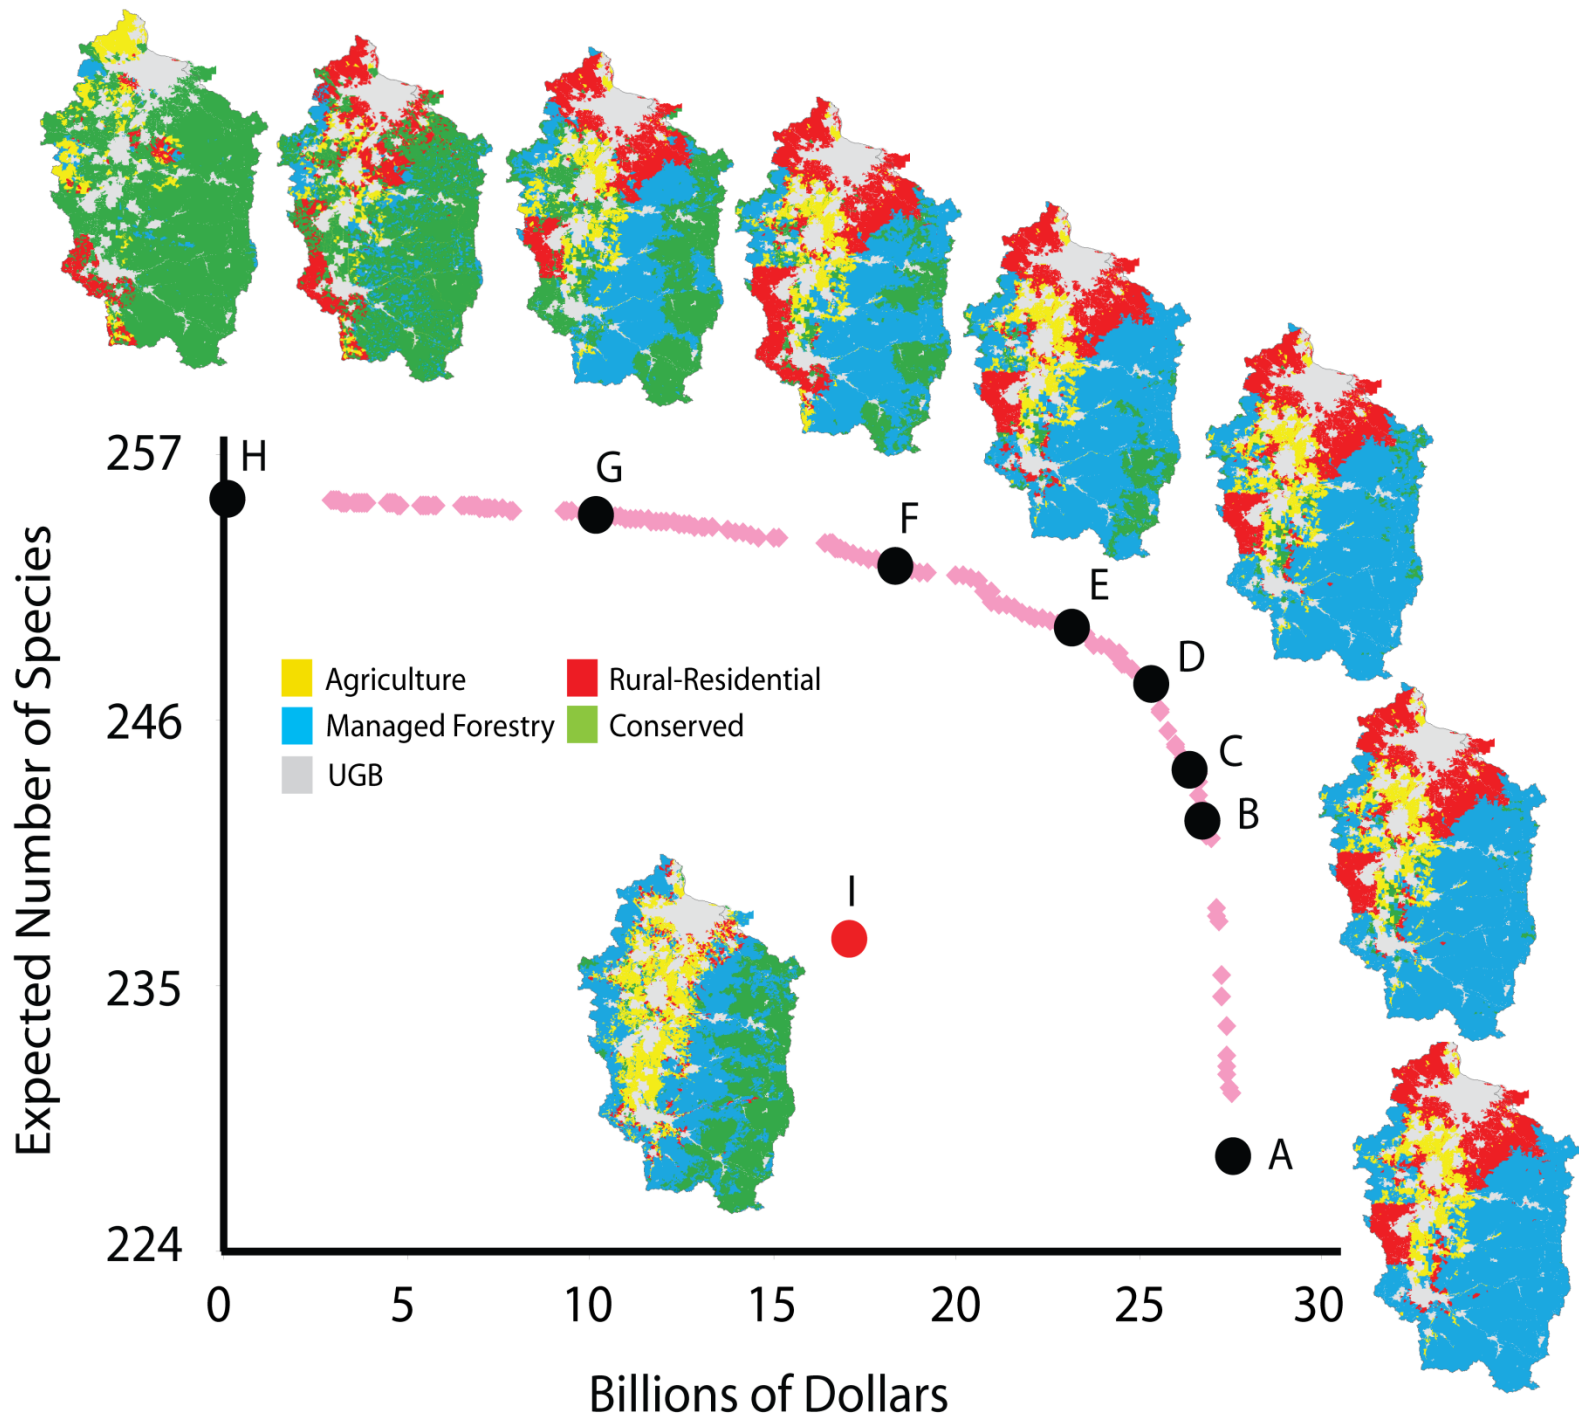 257
H
G
F
E
Expected Number of Species
Agriculture
Rural-Residential
D
246
Managed Forestry
Conserved
C
UGB
B
I
235
A
224
0
5
10
15
20
25
30
Billions of Dollars